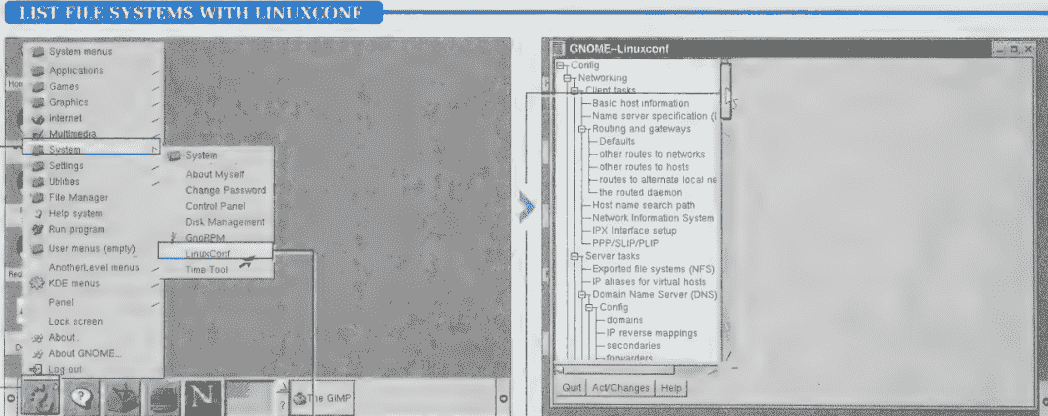 LIST FILE SYSTEMS WITH LINUXCONF
System menus
Applications
Games
Graphics
Internet
Multimedia
System
Settings
Utilities
File Manager
Help system
Run program
User menus (empty)
AnotherLevel menus
KDE menus
Panel
Lock screen
About...
About GNOME...
Log out
System
About Myself
Change Password
Control Panel
Disk Management
GnoRPM
LinuxConf
Time Tool
N
The GIMP
GNOME-Linuxconf
Config
Networking
Client tasks
Basic host information
Name server specification (
Routing and gateways
Defaults
other routes to networks
other routes to hosts
routes to alternate local ne
the routed daemon
Host name search path
Network Information System
IPX Interface setup
PPP/SLIP/PLIP
Server tasks
Exported file systems (NFS)
IP aliases for virtual hosts
Domain Name Server (DNS)
Config
domains
IP reverse mappings
secondaries
forwarders
Quit Act/Changes Help